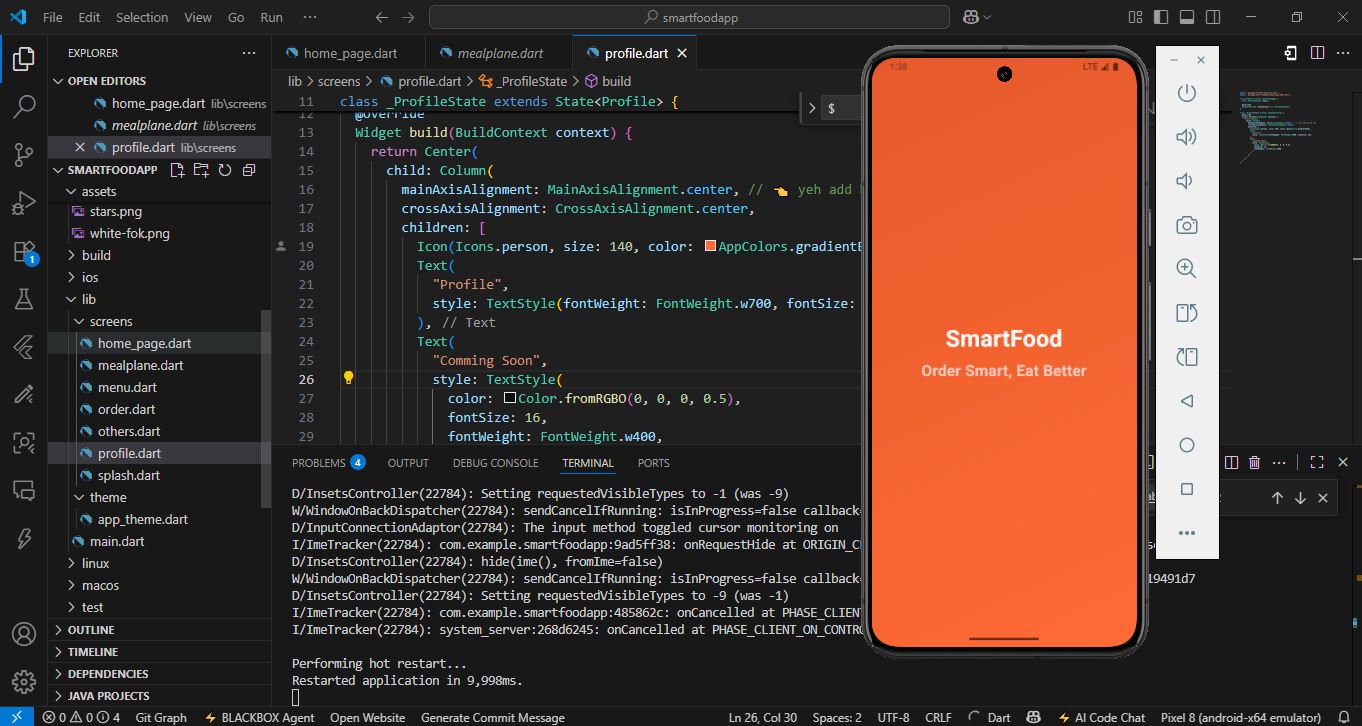 File Edit Selection View Go Run ···
smartfoodapp
EXPLORER
OPEN EDITORS
home_page.dart lib\screens
mealplane.dart lib\screens
profile.dart lib\screens
SMARTFOODAPP
assets
stars.png
white-fok.png
build
ios
lib
screens
home_page.dart
mealplane.dart
menu.dart
order.dart
others.dart
profile.dart
splash.dart
theme
app_theme.dart
main.dart
linux
macos
test
OUTLINE
TIMELINE
DEPENDENCIES
JAVA PROJECTS
1
home_page.dart mealplane.dart profile.dart
lib > screens > profile.dart > _ProfileState > build
11 class _ProfileState extends State<Profile> {
12 @override
13 Widget build(BuildContext context) {
14 return Center(
15 child: Column(
16 mainAxisAlignment: MainAxisAlignment.center, // 👈 yeh add
17 crossAxisAlignment: CrossAxisAlignment.center,
18 children: [
19 Icon(Icons.person, size: 140, color: AppColors.gradient
20 Text(
21 "Profile",
22 style: TextStyle(fontWeight: FontWeight.w700, fontSize:
23 ), // Text
24 Text(
25 "Comming Soon",
26 style: TextStyle(
27 color: Color.fromRGBO(0, 0, 0, 0.5),
28 fontSize: 16,
29 fontWeight: FontWeight.w400,
$
PROBLEMS 4 OUTPUT DEBUG CONSOLE TERMINAL PORTS
D/InsetsController(22784): Setting requestedVisibleTypes to -1 (was -9)
W/WindowOnBackDispatcher(22784): sendCancelIfRunning: isInProgress=false callback=
D/InputConnectionAdaptor(22784): The input method toggled cursor monitoring on
I/ImeTracker(22784): com.example.smartfoodapp:9ad5ff38: onRequestHide at ORIGIN_CL
D/InsetsController(22784): hide(ime(), fromIme=false)
W/WindowOnBackDispatcher(22784): sendCancelIfRunning: isInProgress=false callback= 19491d7
D/InsetsController(22784): Setting requestedVisibleTypes to -9 (was -1)
I/ImeTracker(22784): com.example.smartfoodapp:485862c: onCancelled at PHASE_CLIENT
I/ImeTracker(22784): system_server:268d6245: onCancelled at PHASE_CLIENT_ON_CONTRO
Performing hot restart...
Restarted application in 9,998ms.
1:38 LTE
SmartFood
Order Smart, Eat Better
0 0 4 Git Graph BLACKBOX Agent Open Website Generate Commit Message Ln 26, Col 30 Spaces: 2 UTF-8 CRLF Dart AI Code Chat Pixel 8 (android-x64 emulator)